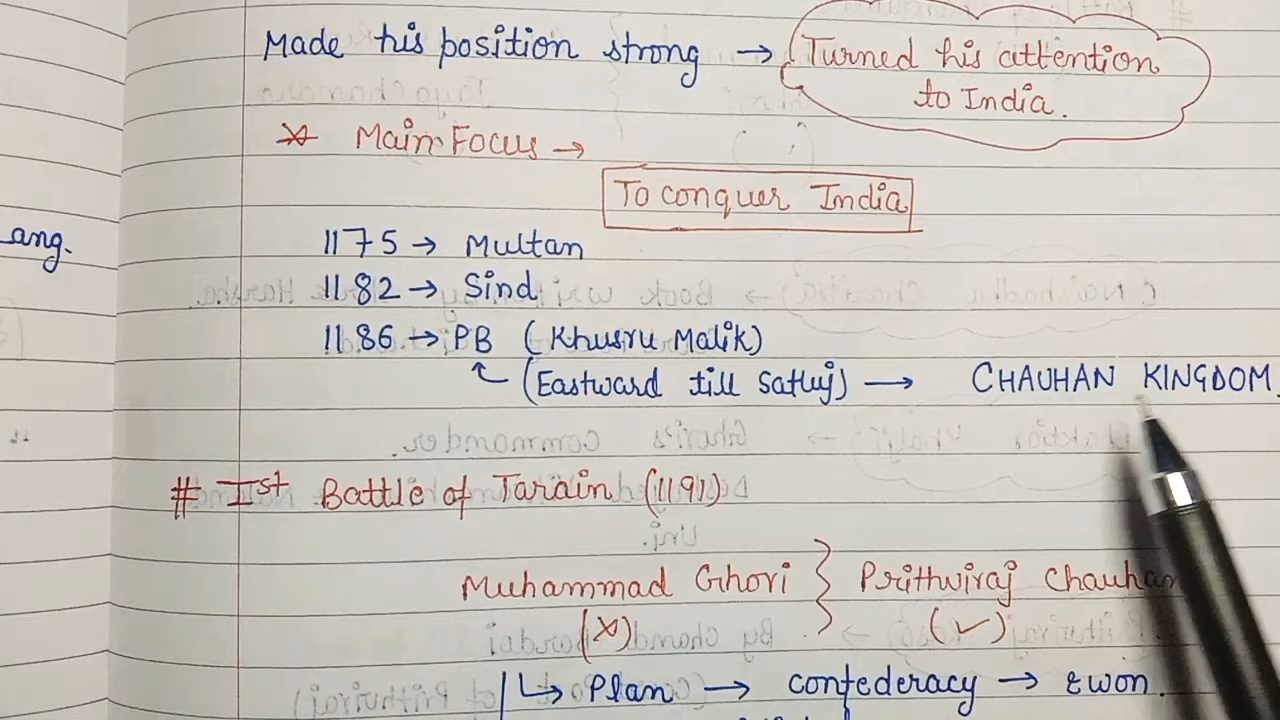 Made his position strong → Turned his attention
to India.
* Main Focus →
To conquer India
ang.
1175 → Multan
1182 → Sind
1186 → PB (Khusru Malik)
(Eastward till Satluj) → CHAUHAN KINGDOM.
# Ist Battle of Tarain (1191)
Muhammad Ghori } Prithviraj Chauhan
(×) (✓)
↳ Plan → confederacy → & won.